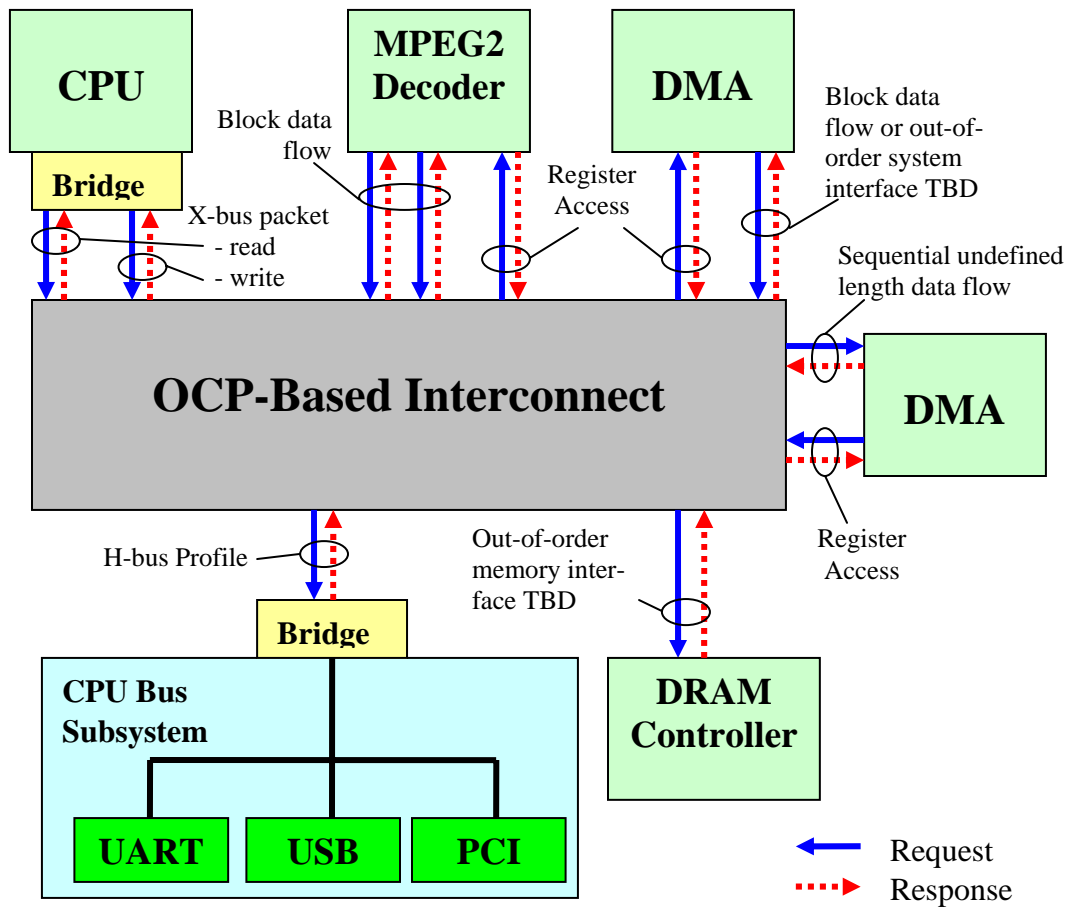 CPU
Bridge
X-bus packet
- read
- write
MPEG2
Decoder
Block data
flow
Register
Access
DMA
Block data
flow or out-of-
order system
interface TBD
Sequential undefined
length data flow
OCP-Based Interconnect
DMA
Register
Access
H-bus Profile
Out-of-order
memory inter-
face TBD
Bridge
CPU Bus
Subsystem
UART
USB
PCI
DRAM
Controller
Request
Response